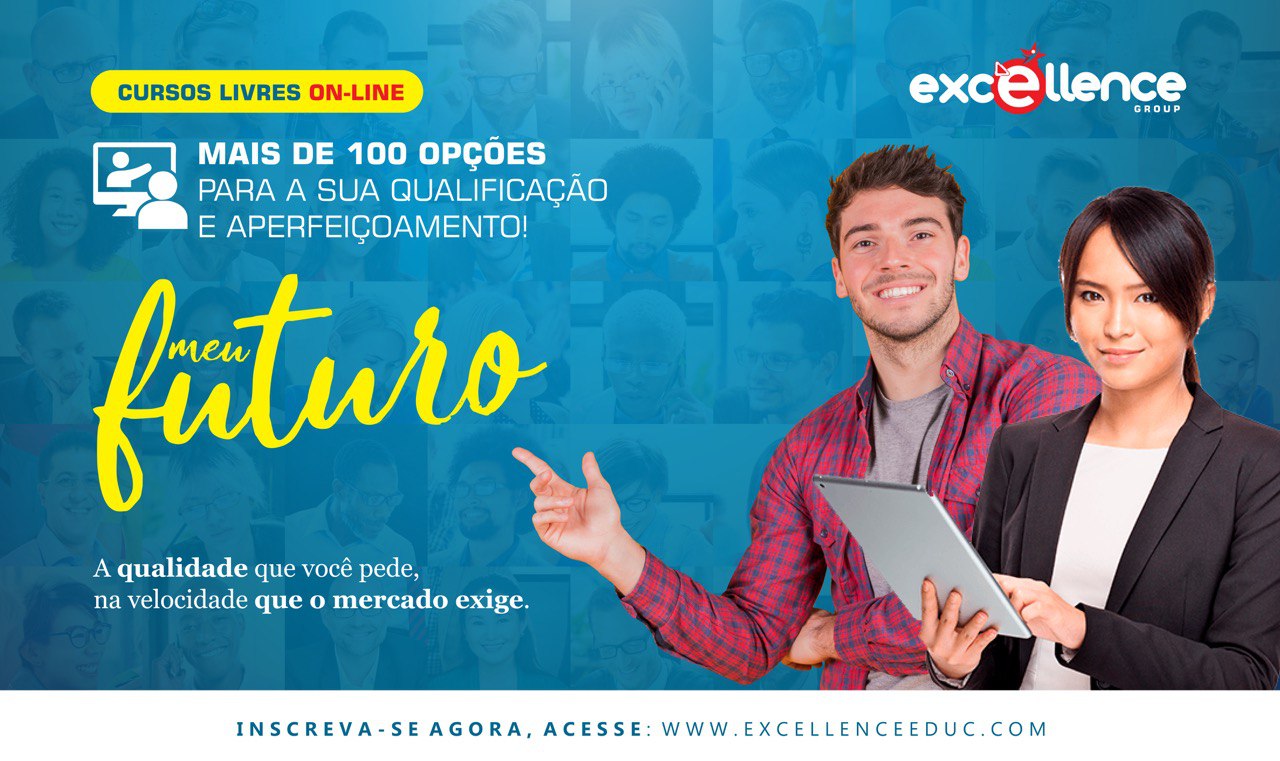 CURSOS LIVRES ON-LINE
excellence
GROUP
MAIS DE 100 OPÇÕES
PARA A SUA QUALIFICAÇÃO
E APERFEIÇOAMENTO!
meu
futuro
A qualidade que você pede,
na velocidade que o mercado exige.
INSCREVA-SE AGORA, ACESSE: WWW.EXCELLENCEEDUC.COM